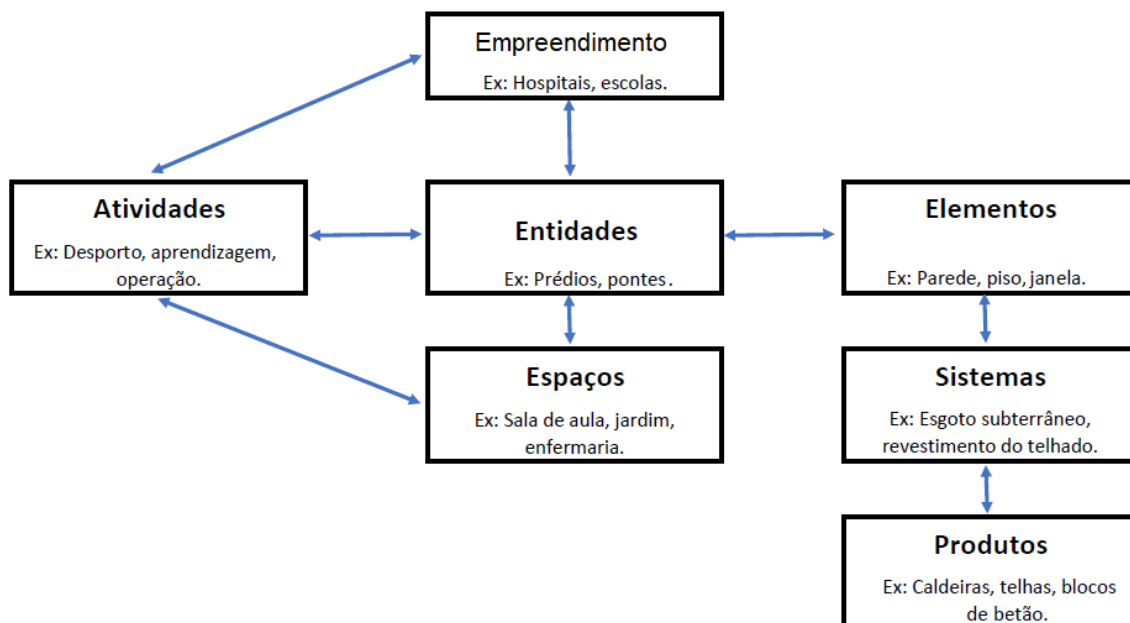 Empreendimento
Ex: Hospitais, escolas.
Atividades
Ex: Desporto, aprendizagem,
operação.
Entidades
Ex: Prédios, pontes.
Elementos
Ex: Parede, piso, janela.
Espaços
Ex: Sala de aula, jardim,
enfermaria.
Sistemas
Ex: Esgoto subterrâneo,
revestimento do telhado.
Produtos
Ex: Caldeiras, telhas, blocos
de betão.